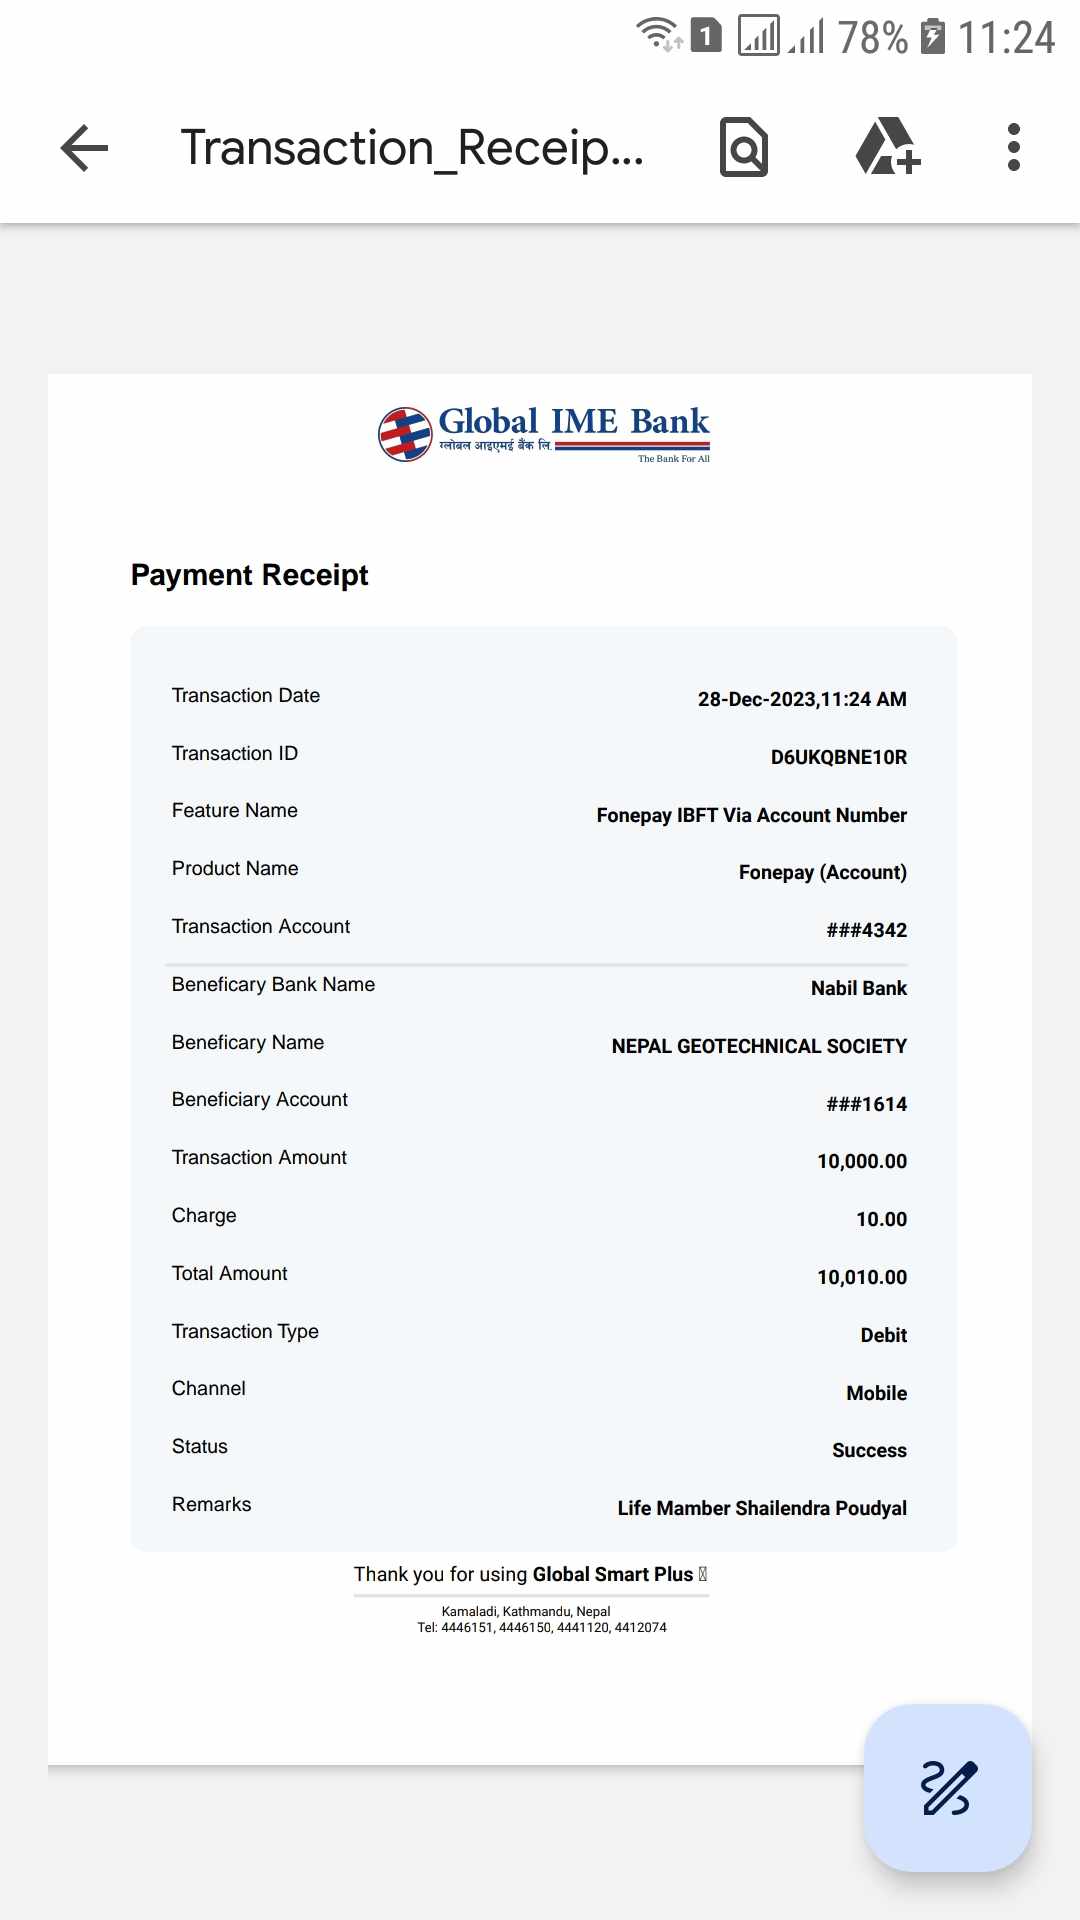 1 78% 11:24
Transaction_Receip...
Global IME Bank
ग्लोबल आइएमई बैंक लि.
The Bank For All
Payment Receipt
Transaction Date 28-Dec-2023,11:24 AM
Transaction ID D6UKQBNE10R
Feature Name Fonepay IBFT Via Account Number
Product Name Fonepay (Account)
Transaction Account ###4342
Beneficary Bank Name Nabil Bank
Beneficary Name NEPAL GEOTECHNICAL SOCIETY
Beneficiary Account ###1614
Transaction Amount 10,000.00
Charge 10.00
Total Amount 10,010.00
Transaction Type Debit
Channel Mobile
Status Success
Remarks Life Mamber Shailendra Poudyal
Thank you for using Global Smart Plus
Kamaladi, Kathmandu, Nepal
Tel: 4446151, 4446150, 4441120, 4412074